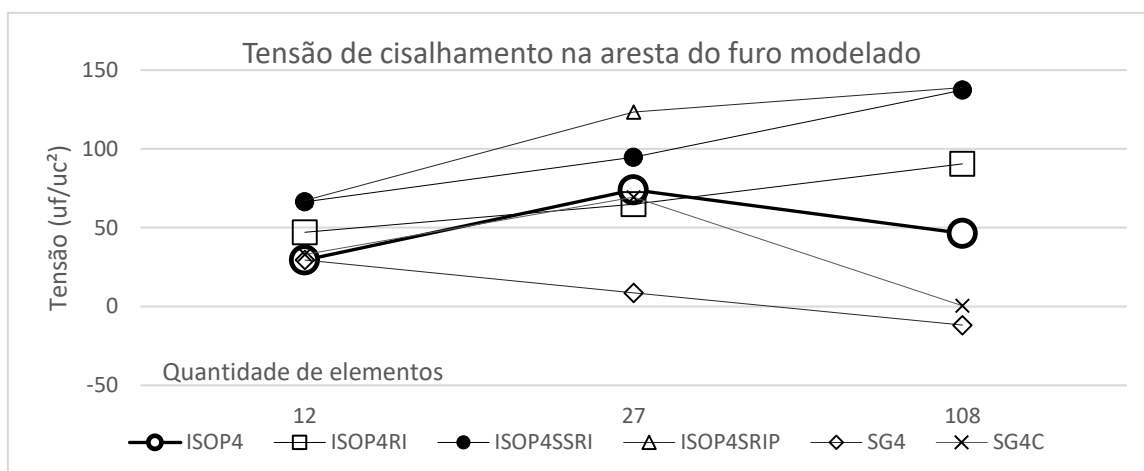 Tensão de cisalhamento na aresta do furo modelado
150
100
50
0
-50
Tensão (uf/uc²)
Quantidade de elementos
12 27 108
ISOP4 ISOP4RI ISOP4SSRI ISOP4SRIP SG4 SG4C